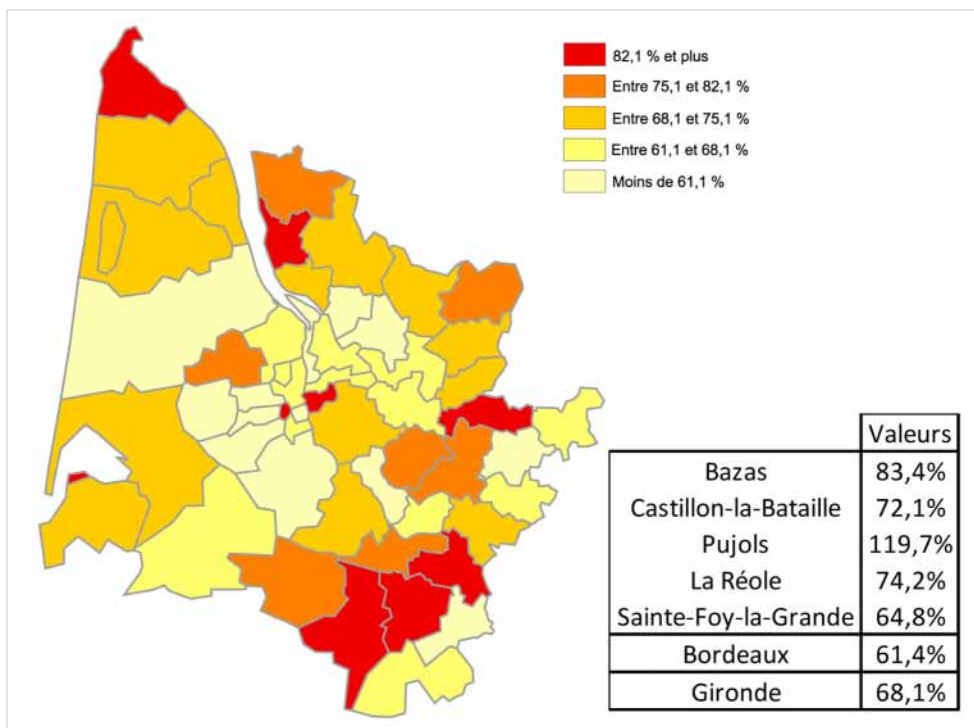 82,1 % et plus
Entre 75,1 et 82,1 %
Entre 68,1 et 75,1 %
Entre 61,1 et 68,1 %
Moins de 61,1 %
Valeurs
Bazas 83,4%
Castillon-la-Bataille 72,1%
Pujols 119,7%
La Réole 74,2%
Sainte-Foy-la-Grande 64,8%
Bordeaux 61,4%
Gironde 68,1%